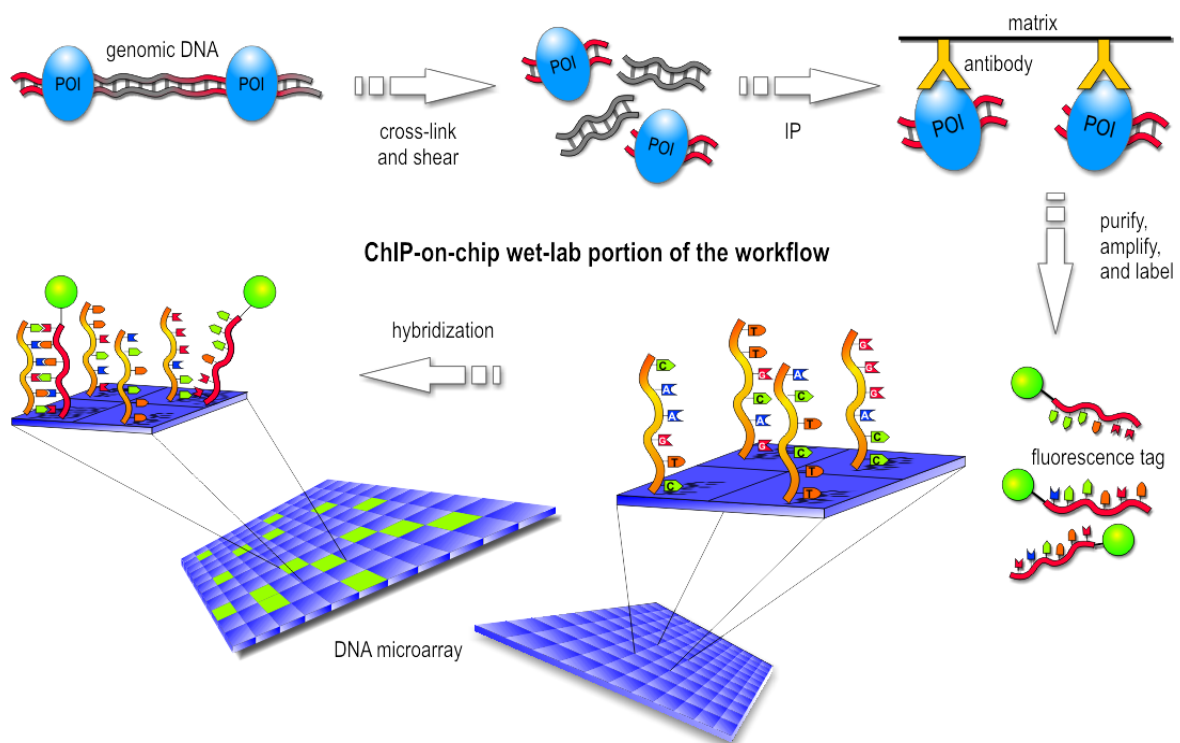 genomic DNA
POI
POI
cross-link
and shear
POI
POI
IP
matrix
antibody
POI
POI
purify,
amplify,
and label
ChIP-on-chip wet-lab portion of the workflow
hybridization
C
A
A
G
T
C
T
T
G
C
A
G
A
C
T
C
T
T
G
G
G
A
C
C
fluorescence tag
DNA microarray